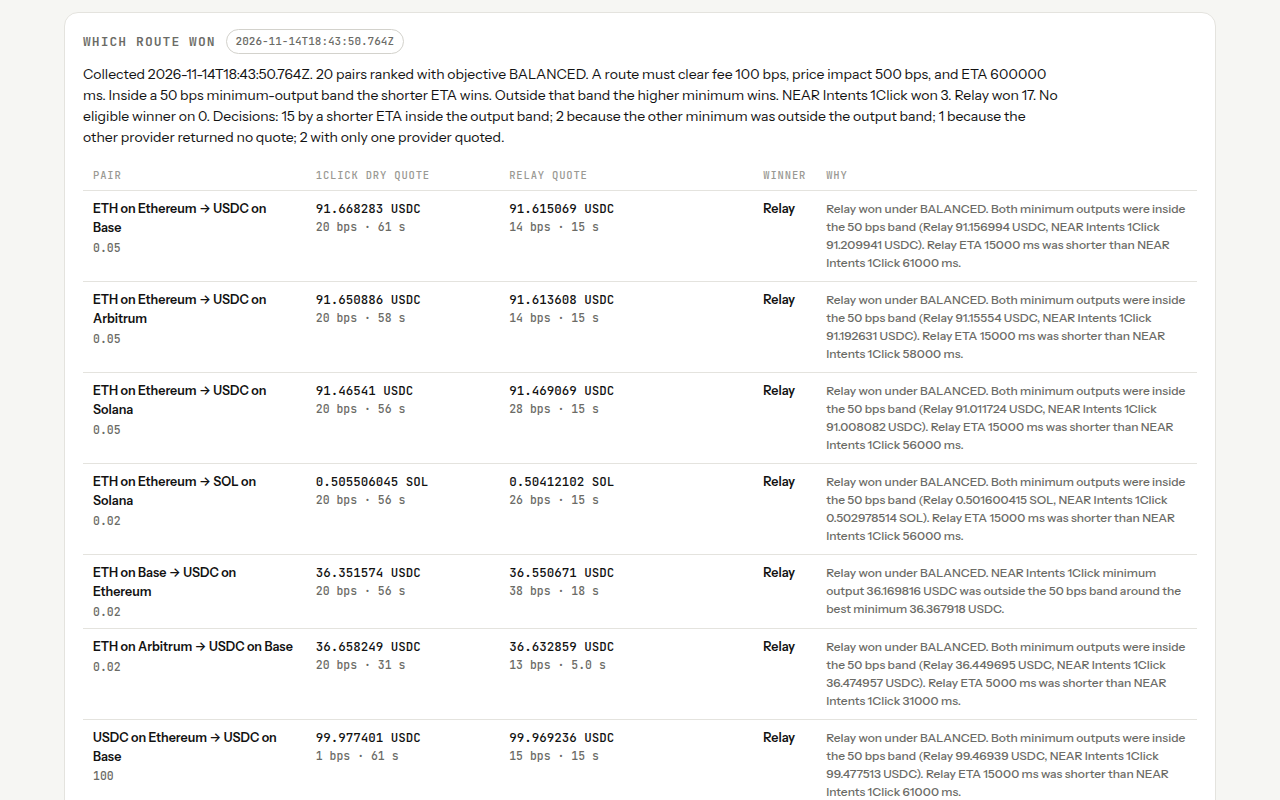 WHICH ROUTE WON 2026-11-14T18:43:50.764Z
Collected 2026-11-14T18:43:50.764Z. 20 pairs ranked with objective BALANCED. A route must clear fee 100 bps, price impact 500 bps, and ETA 600000
ms. Inside a 50 bps minimum-output band the shorter ETA wins. Outside that band the higher minimum wins. NEAR Intents 1Click won 3. Relay won 17. No
eligible winner on 0. Decisions: 15 by a shorter ETA inside the output band; 2 because the other minimum was outside the output band; 1 because the
other provider returned no quote; 2 with only one provider quoted.
PAIR 1CLICK DRY QUOTE RELAY QUOTE WINNER WHY
ETH on Ethereum → USDC on
Base
0.05
91.668283 USDC
20 bps · 61 s
91.615069 USDC
14 bps · 15 s
Relay
Relay won under BALANCED. Both minimum outputs were inside
the 50 bps band (Relay 91.156994 USDC, NEAR Intents 1Click
91.209941 USDC). Relay ETA 15000 ms was shorter than NEAR
Intents 1Click 61000 ms.
ETH on Ethereum → USDC on
Arbitrum
0.05
91.650886 USDC
20 bps · 58 s
91.613608 USDC
14 bps · 15 s
Relay
Relay won under BALANCED. Both minimum outputs were inside
the 50 bps band (Relay 91.15554 USDC, NEAR Intents 1Click
91.192631 USDC). Relay ETA 15000 ms was shorter than NEAR
Intents 1Click 58000 ms.
ETH on Ethereum → USDC on
Solana
0.05
91.46541 USDC
20 bps · 56 s
91.469069 USDC
28 bps · 15 s
Relay
Relay won under BALANCED. Both minimum outputs were inside
the 50 bps band (Relay 91.011724 USDC, NEAR Intents 1Click
91.008082 USDC). Relay ETA 15000 ms was shorter than NEAR
Intents 1Click 56000 ms.
ETH on Ethereum → SOL on
Solana
0.02
0.505506045 SOL
20 bps · 56 s
0.50412102 SOL
26 bps · 15 s
Relay
Relay won under BALANCED. Both minimum outputs were inside
the 50 bps band (Relay 0.501600415 SOL, NEAR Intents 1Click
0.502978514 SOL). Relay ETA 15000 ms was shorter than NEAR
Intents 1Click 56000 ms.
ETH on Base → USDC on
Ethereum
0.02
36.351574 USDC
20 bps · 56 s
36.550671 USDC
38 bps · 18 s
Relay
Relay won under BALANCED. NEAR Intents 1Click minimum
output 36.169816 USDC was outside the 50 bps band around the
best minimum 36.367918 USDC.
ETH on Arbitrum → USDC on Base
0.02
36.658249 USDC
20 bps · 31 s
36.632859 USDC
13 bps · 5.0 s
Relay
Relay won under BALANCED. Both minimum outputs were inside
the 50 bps band (Relay 36.449695 USDC, NEAR Intents 1Click
36.474957 USDC). Relay ETA 5000 ms was shorter than NEAR
Intents 1Click 31000 ms.
USDC on Ethereum → USDC on
Base
100
99.977401 USDC
1 bps · 61 s
99.969236 USDC
15 bps · 15 s
Relay
Relay won under BALANCED. Both minimum outputs were inside
the 50 bps band (Relay 99.46939 USDC, NEAR Intents 1Click
99.477513 USDC). Relay ETA 15000 ms was shorter than NEAR
Intents 1Click 61000 ms.